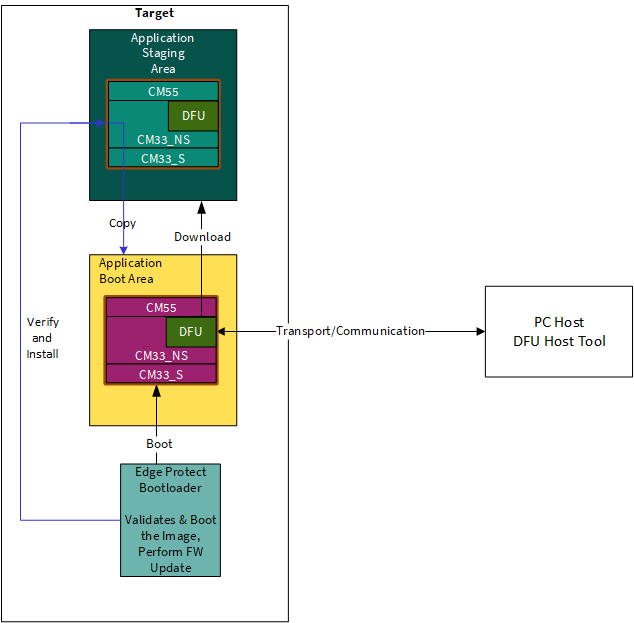 Target
Application
Staging
Area
CM55
DFU
CM33_NS
CM33_S
Copy
Download
Application
Boot Area
CM55
DFU
CM33_NS
CM33_S
Transport/Communication
PC Host
DFU Host Tool
Verify
and
Install
Boot
Edge Protect
Bootloader
Validates & Boot
the Image,
Perform FW
Update